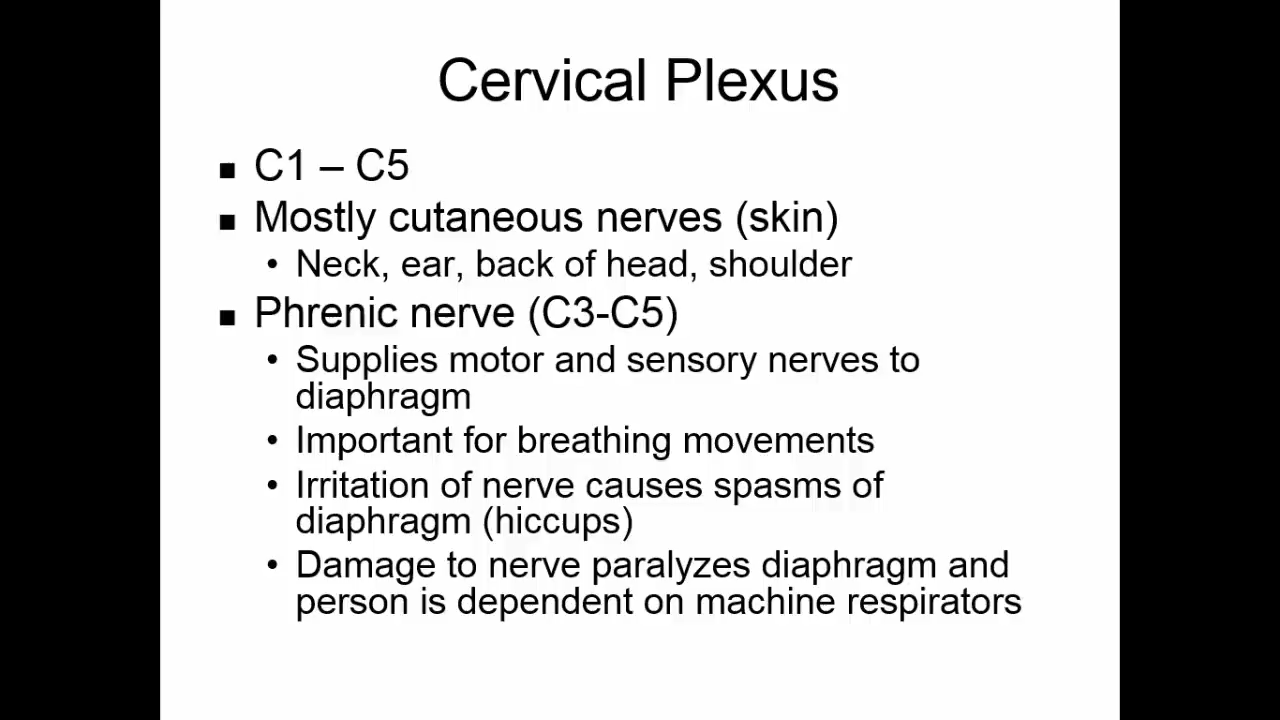 Cervical Plexus
■ C1 – C5
■ Mostly cutaneous nerves (skin)
• Neck, ear, back of head, shoulder
■ Phrenic nerve (C3-C5)
• Supplies motor and sensory nerves to
diaphragm
• Important for breathing movements
• Irritation of nerve causes spasms of
diaphragm (hiccups)
• Damage to nerve paralyzes diaphragm and
person is dependent on machine respirators